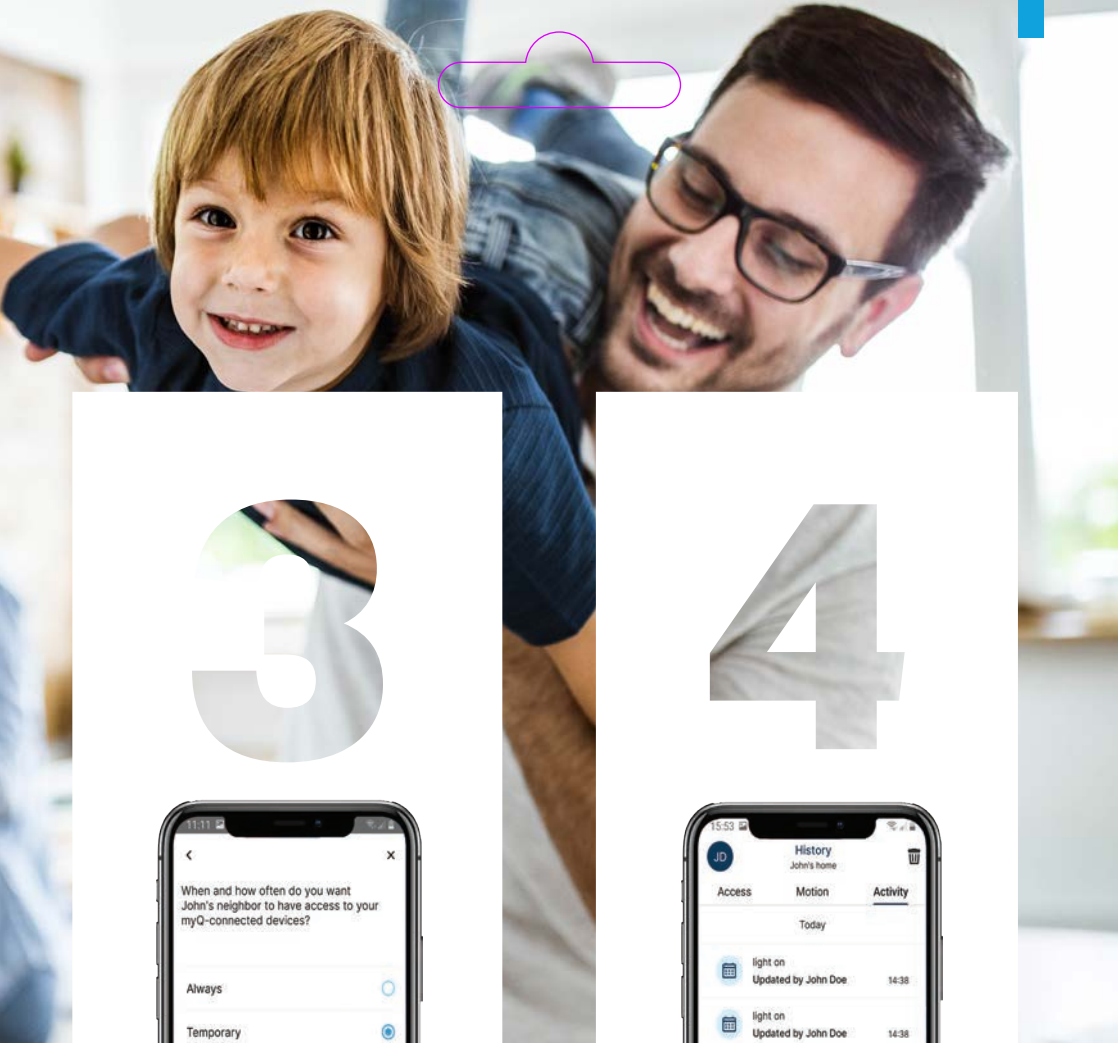 3
11:11
When and how often do you want
John's neighbor to have access to your
myQ-connected devices?
Always
Temporary
4
15:53
JD
History
John's home
Access Motion Activity
Today
light on
Updated by John Doe 14:38
light on
Updated by John Doe 14:38